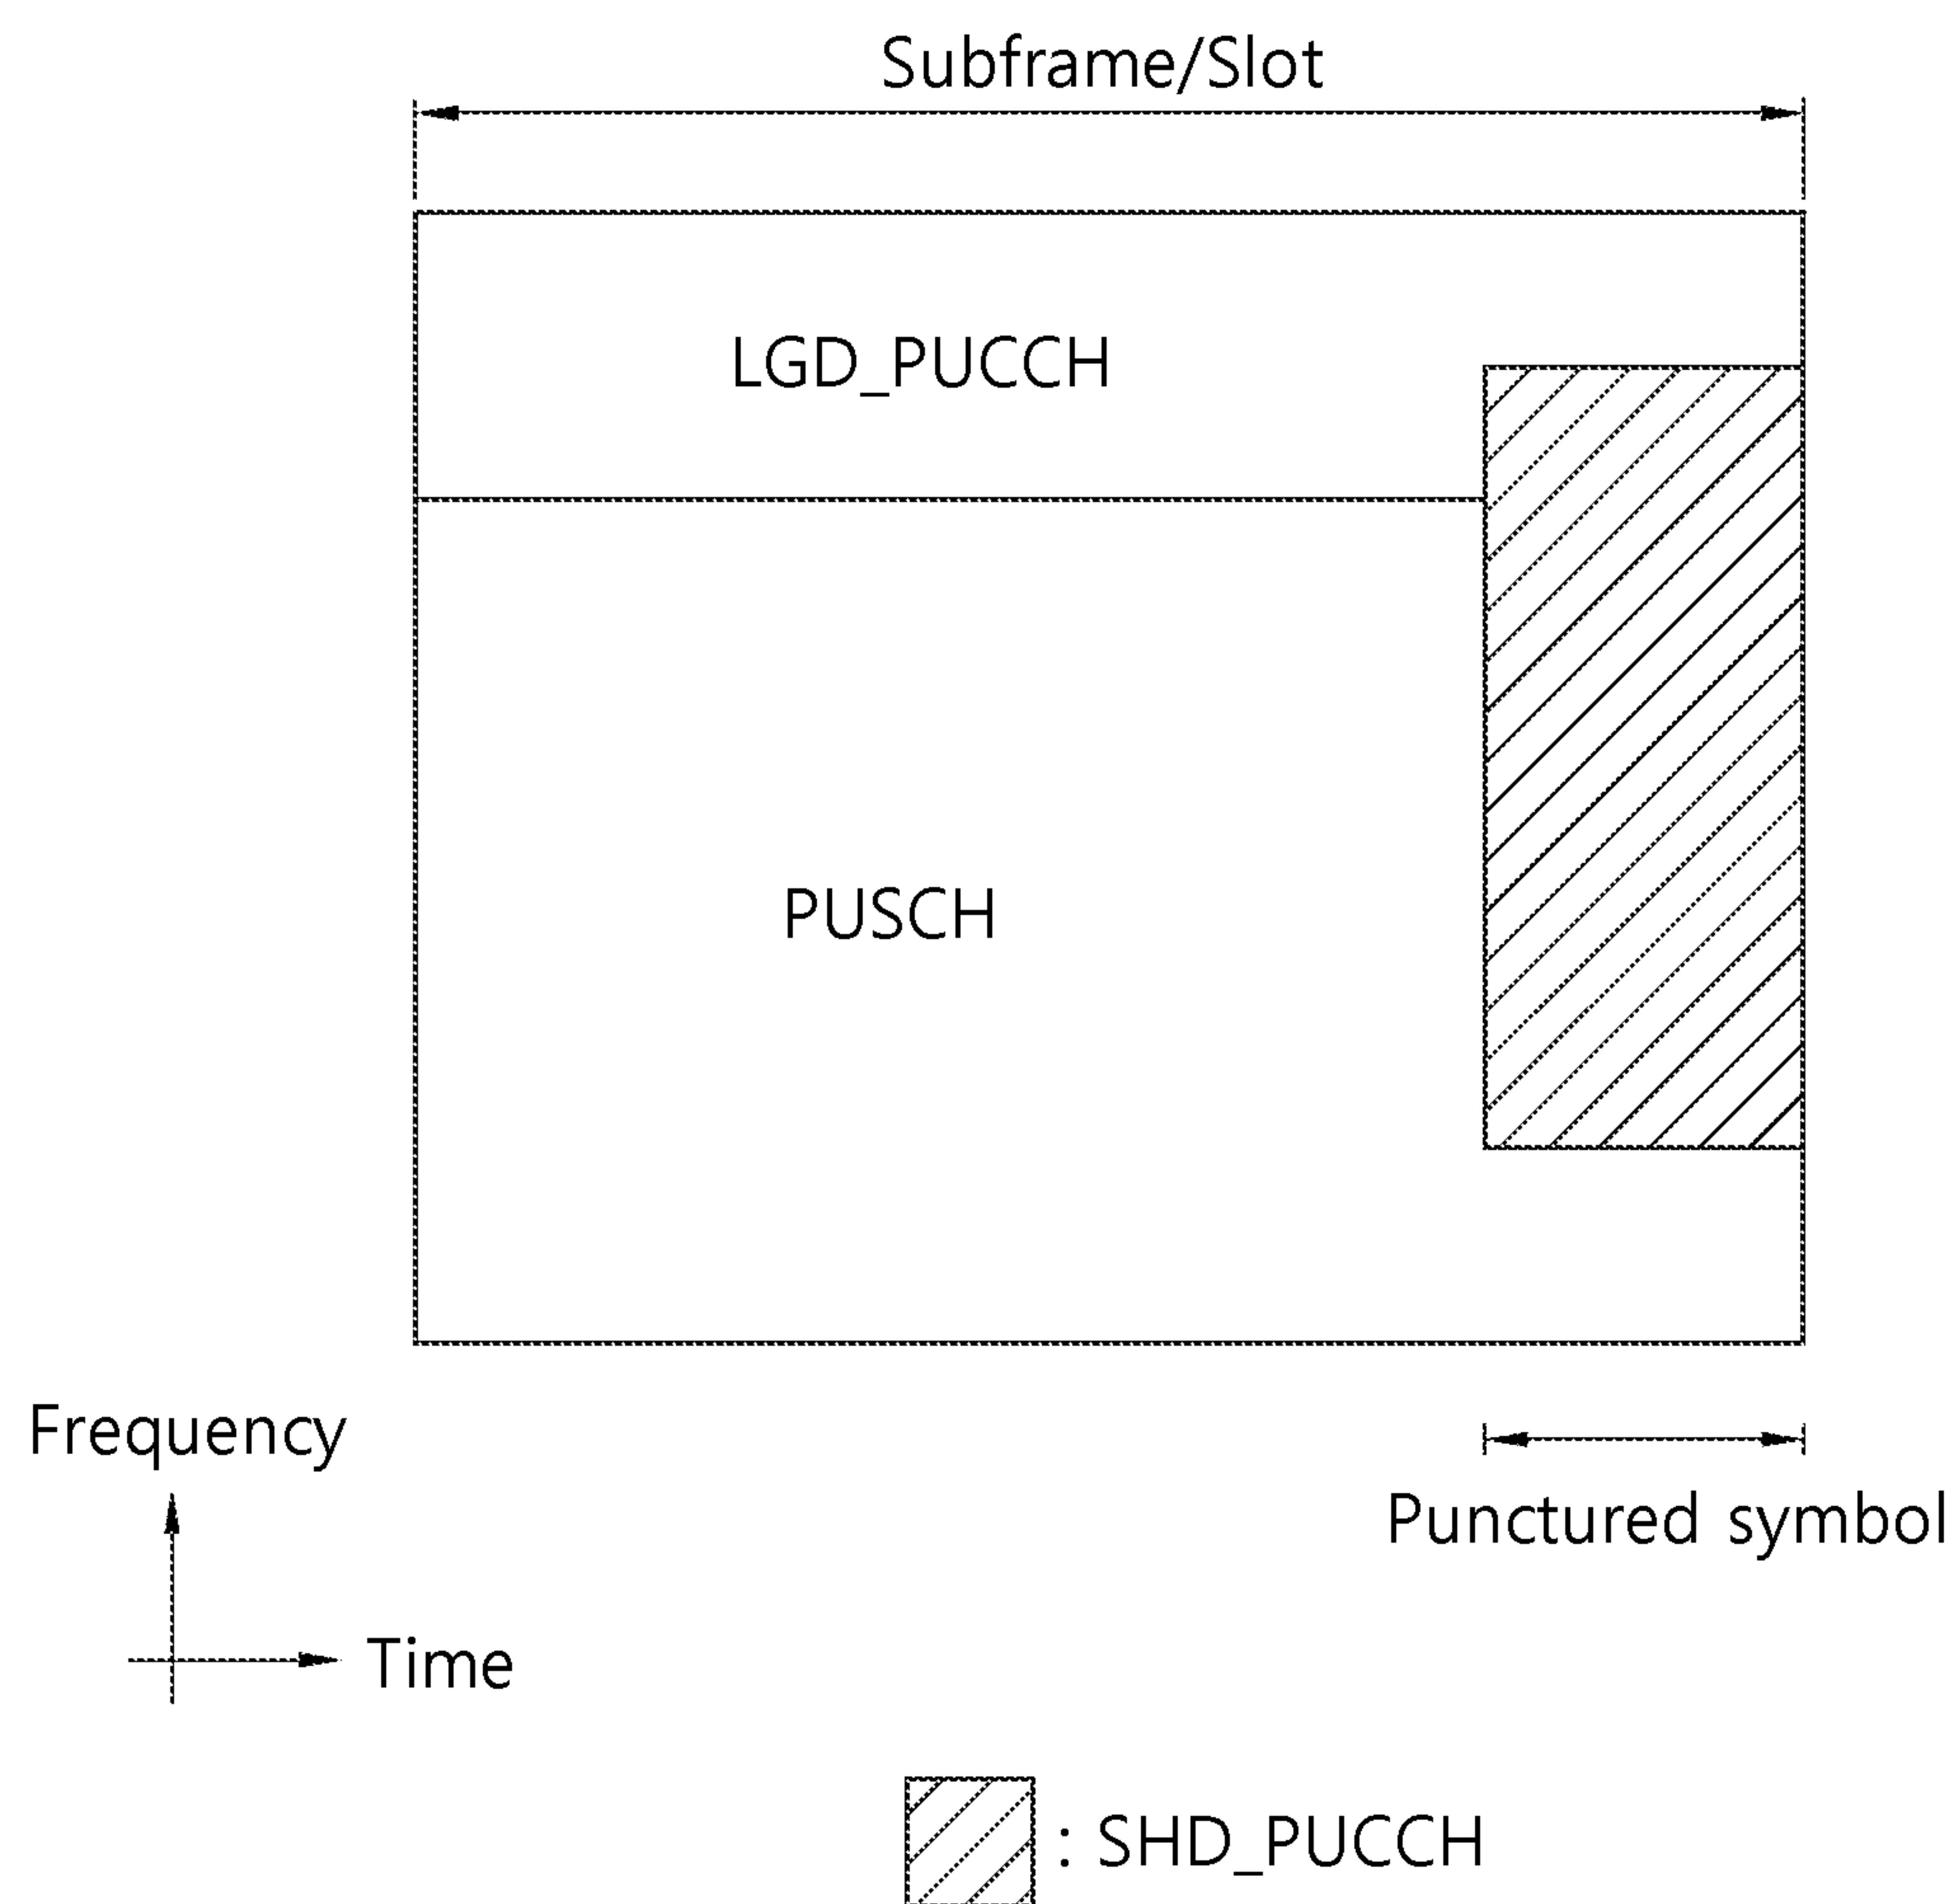 Subframe/Slot
LGD_PUCCH
PUSCH
Frequency
Punctured symbol
Time
: SHD_PUCCH